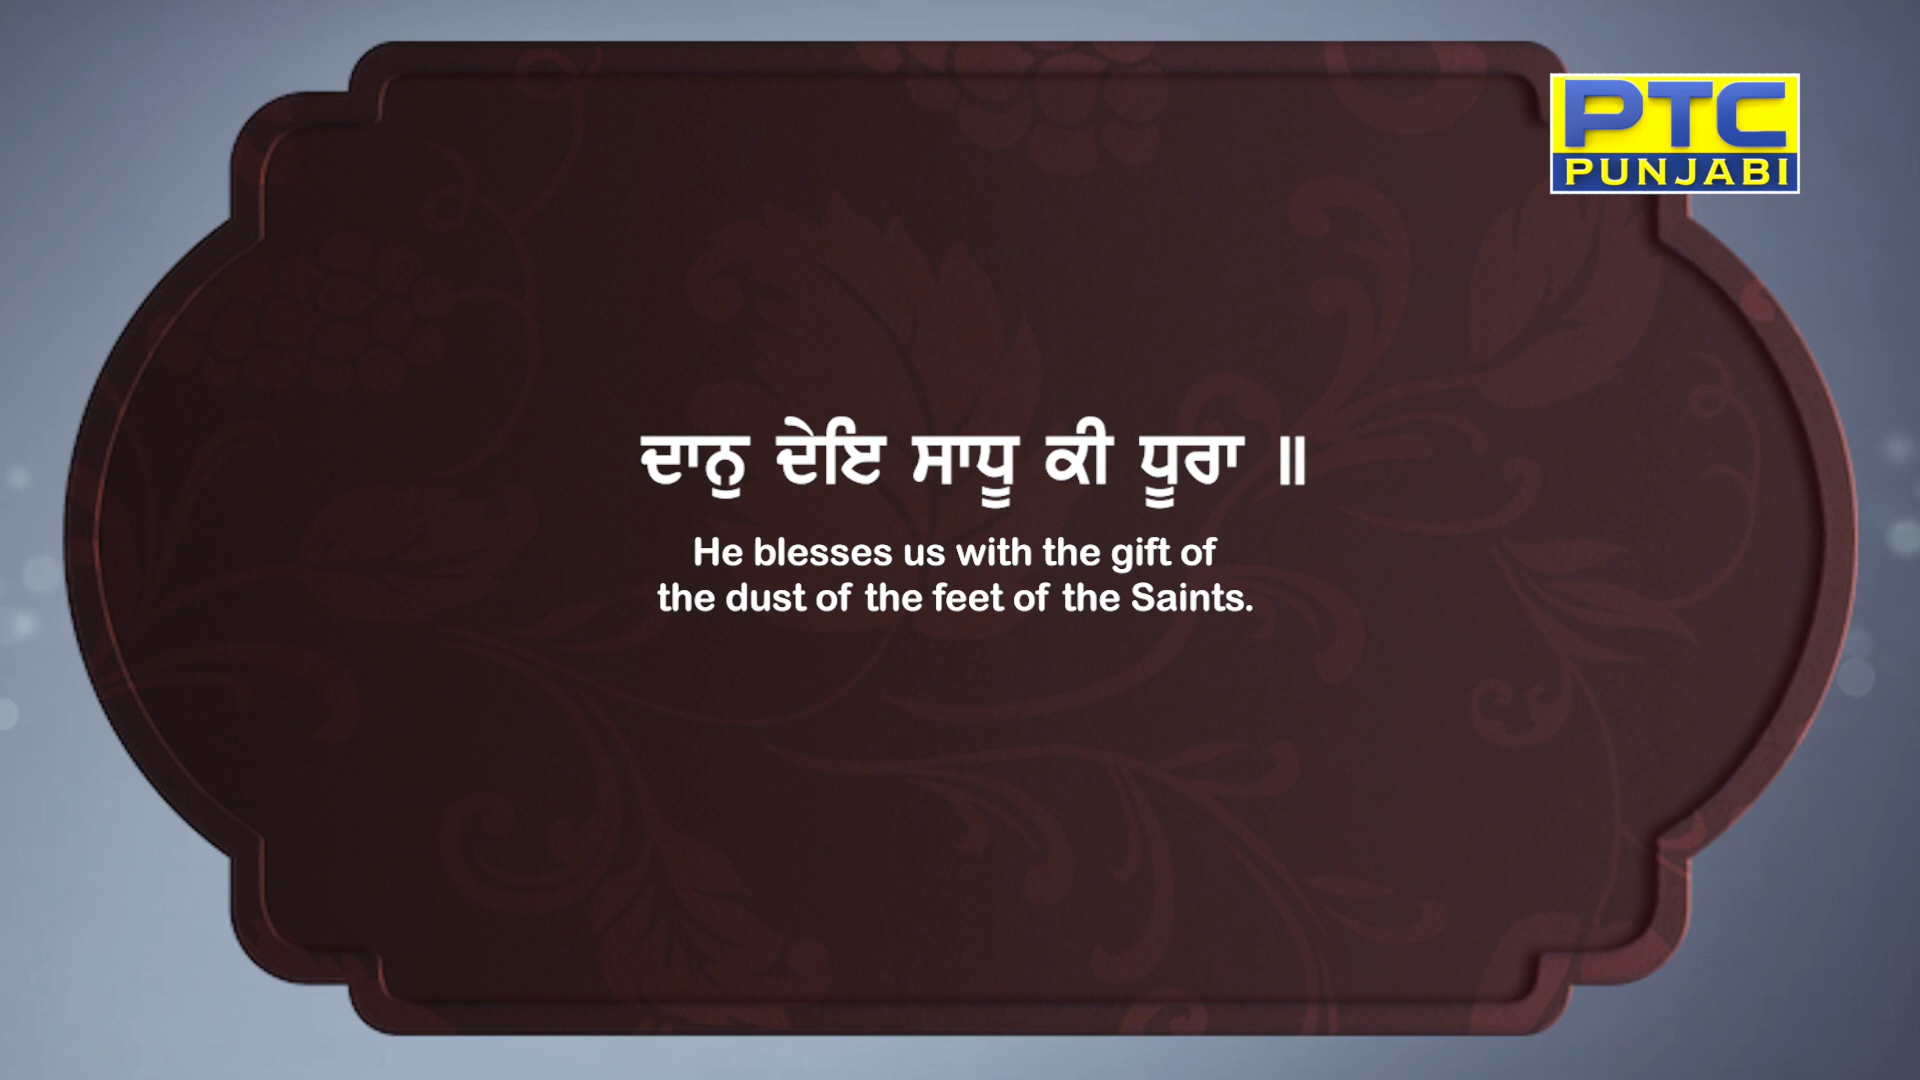 PTC
PUNJABI
ਦਾਨੁ ਦੇਇ ਸਾਧੂ ਕੀ ਧੂਰਾ ॥
He blesses us with the gift of
the dust of the feet of the Saints.